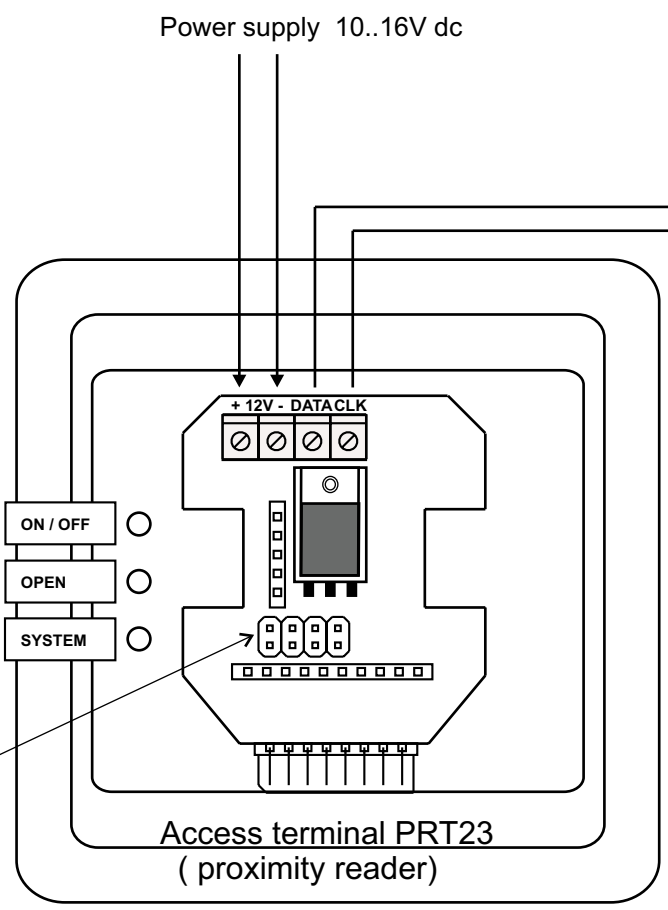 Power supply 10..16V dc
+ 12V - DATA CLK
ON / OFF
OPEN
SYSTEM
Access terminal PRT23
( proximity reader)